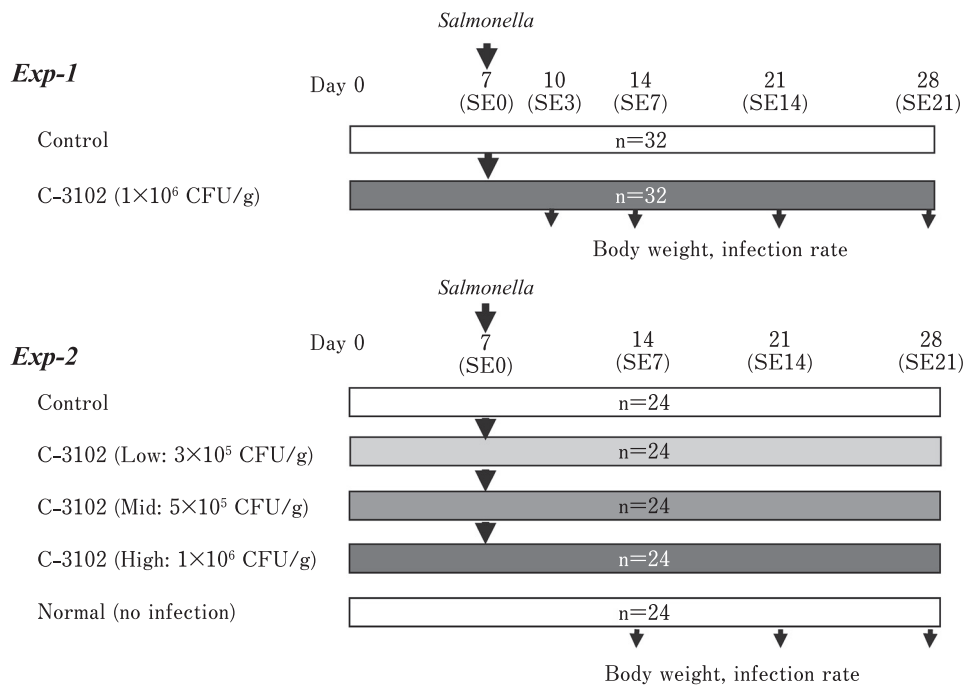 Salmonella
Exp-1
Day 0 7 10 14 21 28
(SE0) (SE3) (SE7) (SE14) (SE21)
Control n=32
C-3102 (1×10⁶ CFU/g) n=32
Body weight, infection rate
Salmonella
Exp-2
Day 0 7 14 21 28
(SE0) (SE7) (SE14) (SE21)
Control n=24
C-3102 (Low: 3×10⁵ CFU/g) n=24
C-3102 (Mid: 5×10⁵ CFU/g) n=24
C-3102 (High: 1×10⁶ CFU/g) n=24
Normal (no infection) n=24
Body weight, infection rate